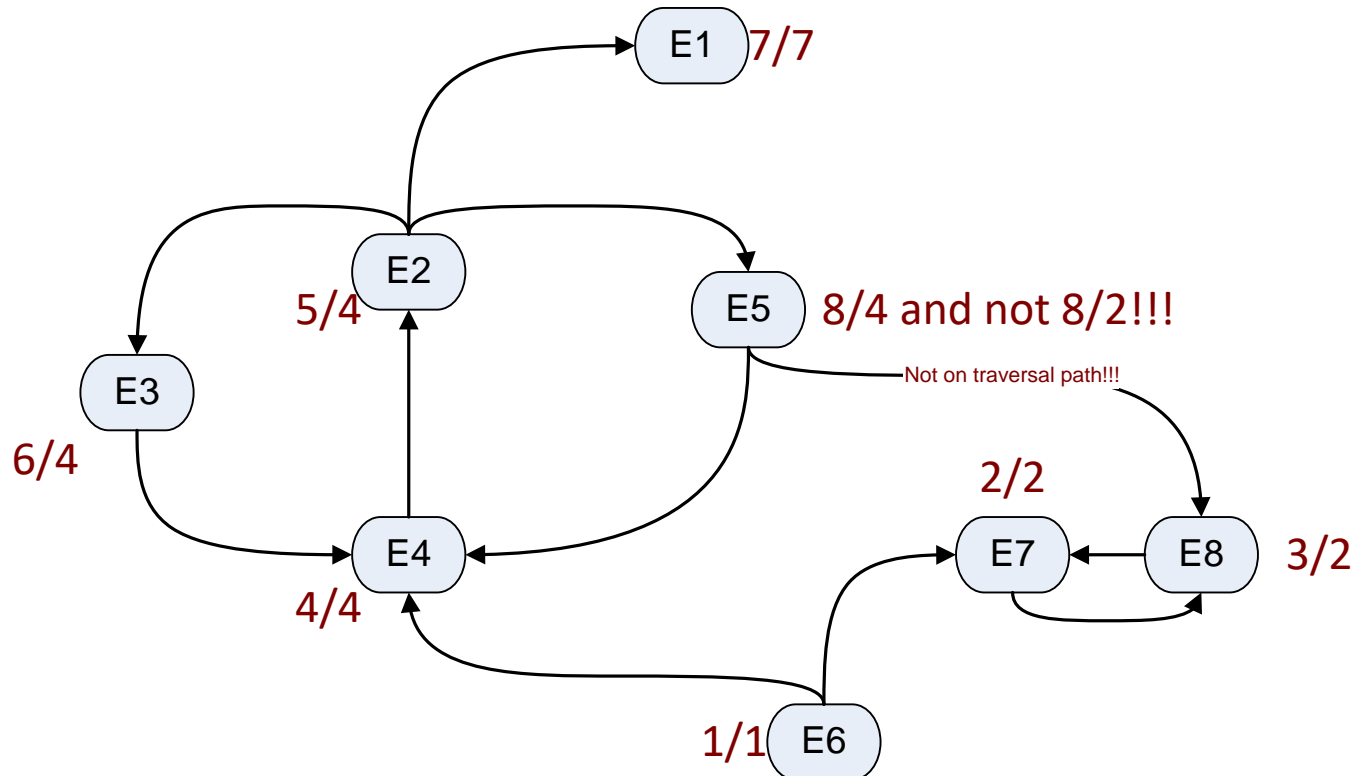 E1 7/7
E2
5/4
E5 8/4 and not 8/2!!!
Not on traversal path!!!
E3
6/4
2/2
E4
4/4
E7
E8 3/2
1/1 E6